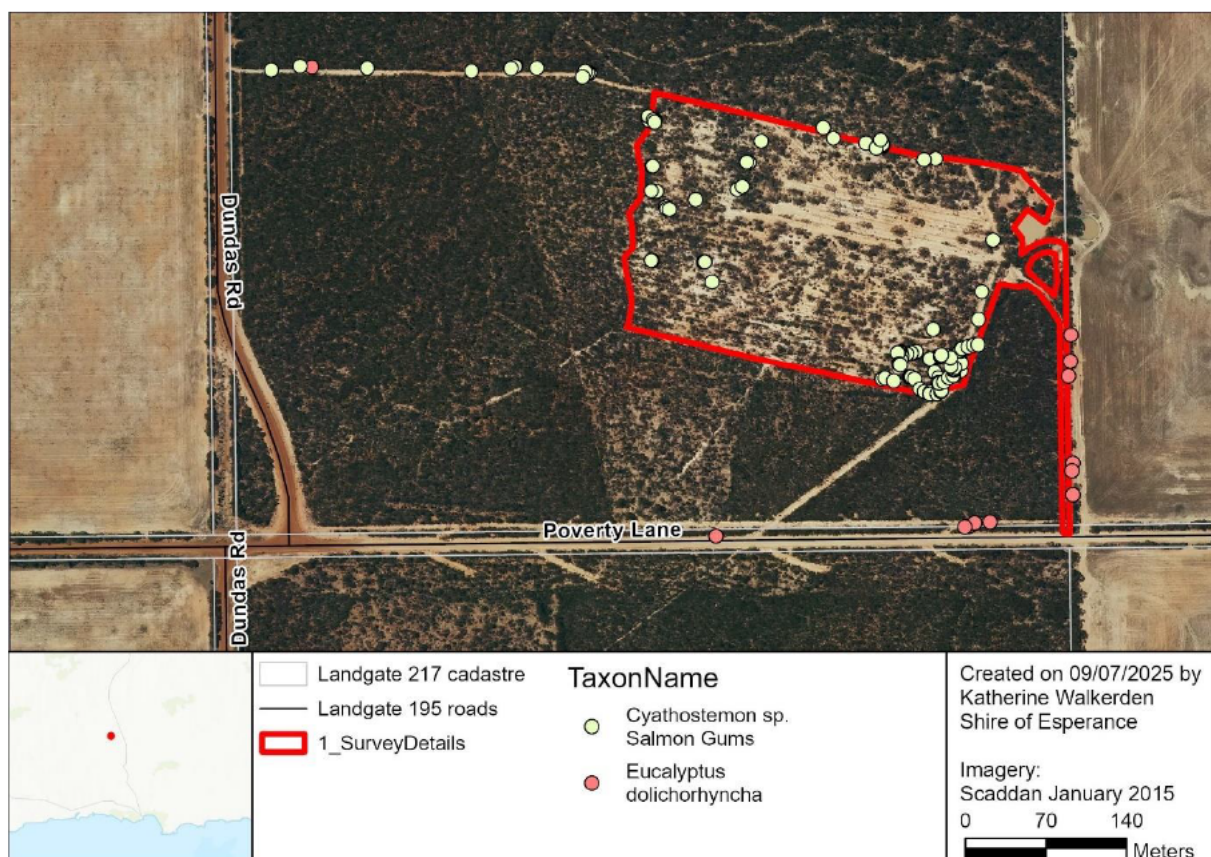 Dundas Rd
Poverty Lane
Dundas Rd
Landgate 217 cadastre
Landgate 195 roads
1_SurveyDetails
TaxonName
Cyathostemon sp.
Salmon Gums
Eucalyptus
dolichorhyncha
Created on 09/07/2025 by
Katherine Walkerden
Shire of Esperance
Imagery:
Scaddan January 2015
0 70 140
Meters